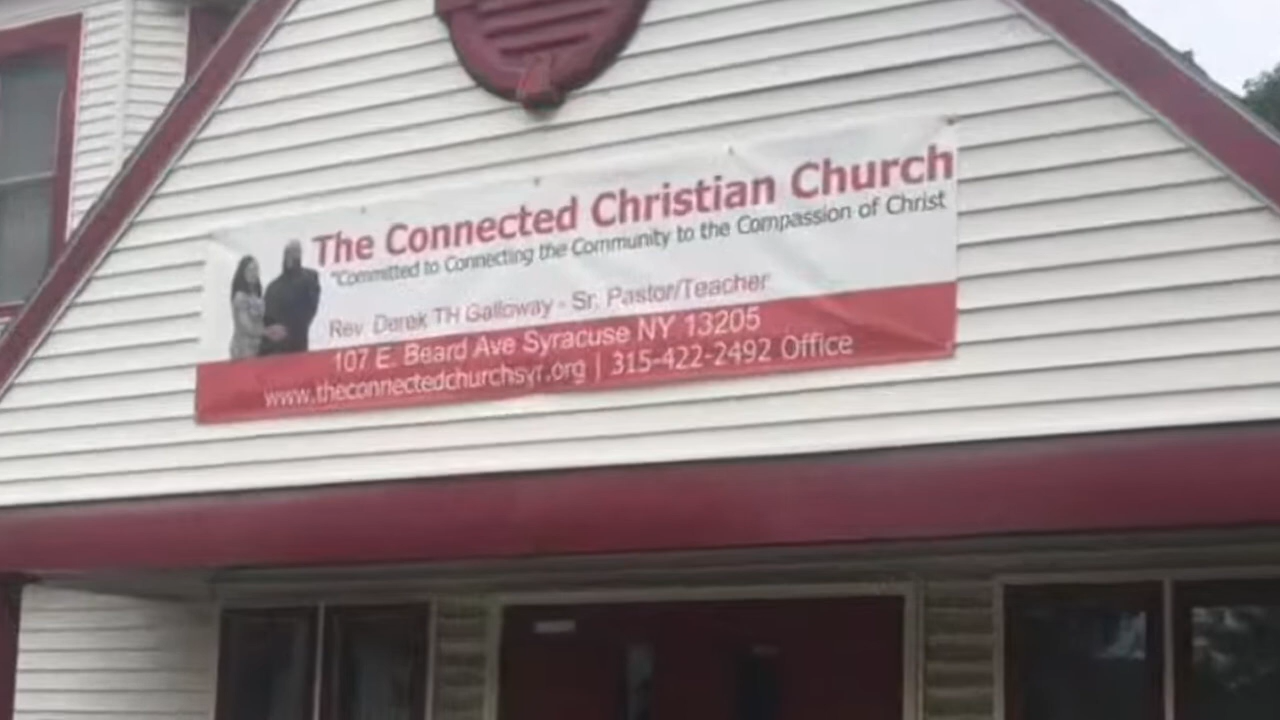 The Connected Christian Church
"Committed to Connecting the Community to the Compassion of Christ
Rev. Derek TH Galloway - Sr. Pastor/Teacher
107 E. Beard Ave Syracuse NY 13205
www.theconnectedchurchsyr.org | 315-422-2492 Office